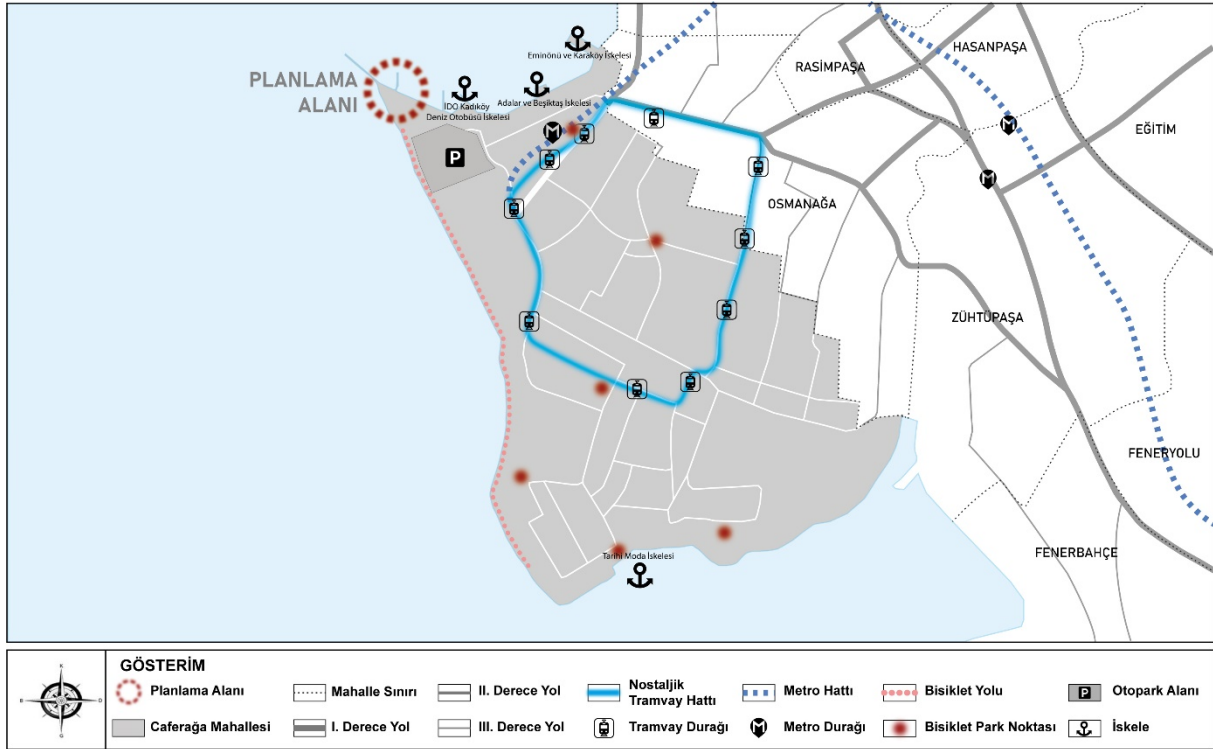 Eminönü ve Karaköy İskelesi
HASANPAŞA
RASİMPAŞA
PLANLAMA
ALANI
İDO Kadıköy
Deniz Otobüsü İskelesi
Adalar ve Beşiktaş İskelesi
EĞİTİM
M
M
M
P
OSMANAĞA
ZÜHTÜPAŞA
FENERYOLU
FENERBAHÇE
Tarihi Moda İskelesi
K
B
D
G
GÖSTERİM
Planlama Alanı
Mahalle Sınırı
II. Derece Yol
Nostaljik
Tramvay Hattı
Metro Hattı
Bisiklet Yolu
P
Otopark Alanı
Caferağa Mahallesi
I. Derece Yol
III. Derece Yol
Tramvay Durağı
M
Metro Durağı
Bisiklet Park Noktası
İskele